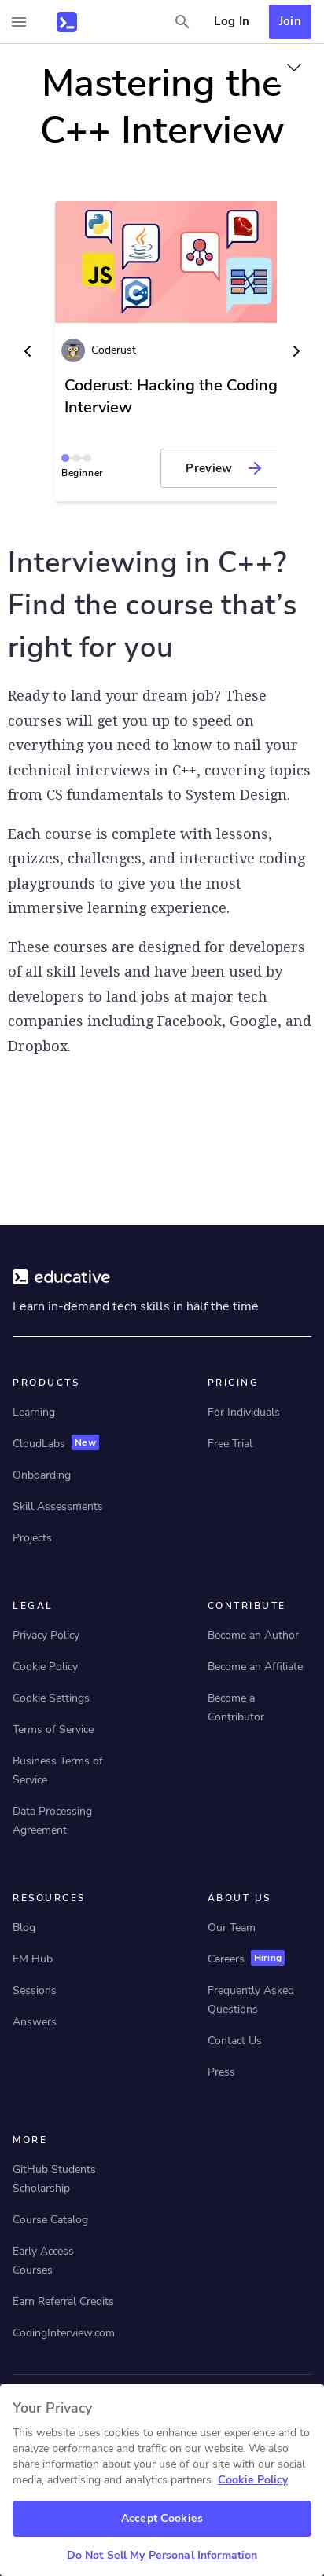 Log In
Join
Mastering the
C++ Interview
JS
Coderust
Coderust: Hacking the Coding
Interview
Beginner
Preview
Interviewing in C++?
Find the course that’s
right for you
Ready to land your dream job? These
courses will get you up to speed on
everything you need to know to nail your
technical interviews in C++, covering topics
from CS fundamentals to System Design.
Each course is complete with lessons,
quizzes, challenges, and interactive coding
playgrounds to give you the most
immersive learning experience.
These courses are designed for developers
of all skill levels and have been used by
developers to land jobs at major tech
companies including Facebook, Google, and
Dropbox.
educative
Learn in-demand tech skills in half the time
PRODUCTS
Learning
CloudLabs New
Onboarding
Skill Assessments
Projects
PRICING
For Individuals
Free Trial
LEGAL
Privacy Policy
Cookie Policy
Cookie Settings
Terms of Service
Business Terms of
Service
Data Processing
Agreement
CONTRIBUTE
Become an Author
Become an Affiliate
Become a
Contributor
RESOURCES
Blog
EM Hub
Sessions
Answers
ABOUT US
Our Team
Careers Hiring
Frequently Asked
Questions
Contact Us
Press
MORE
GitHub Students
Scholarship
Course Catalog
Early Access
Courses
Earn Referral Credits
CodingInterview.com
Your Privacy
This website uses cookies to enhance user experience and to
analyze performance and traffic on our website. We also
share information about your use of our site with our social
media, advertising and analytics partners. Cookie Policy
Accept Cookies
Do Not Sell My Personal Information